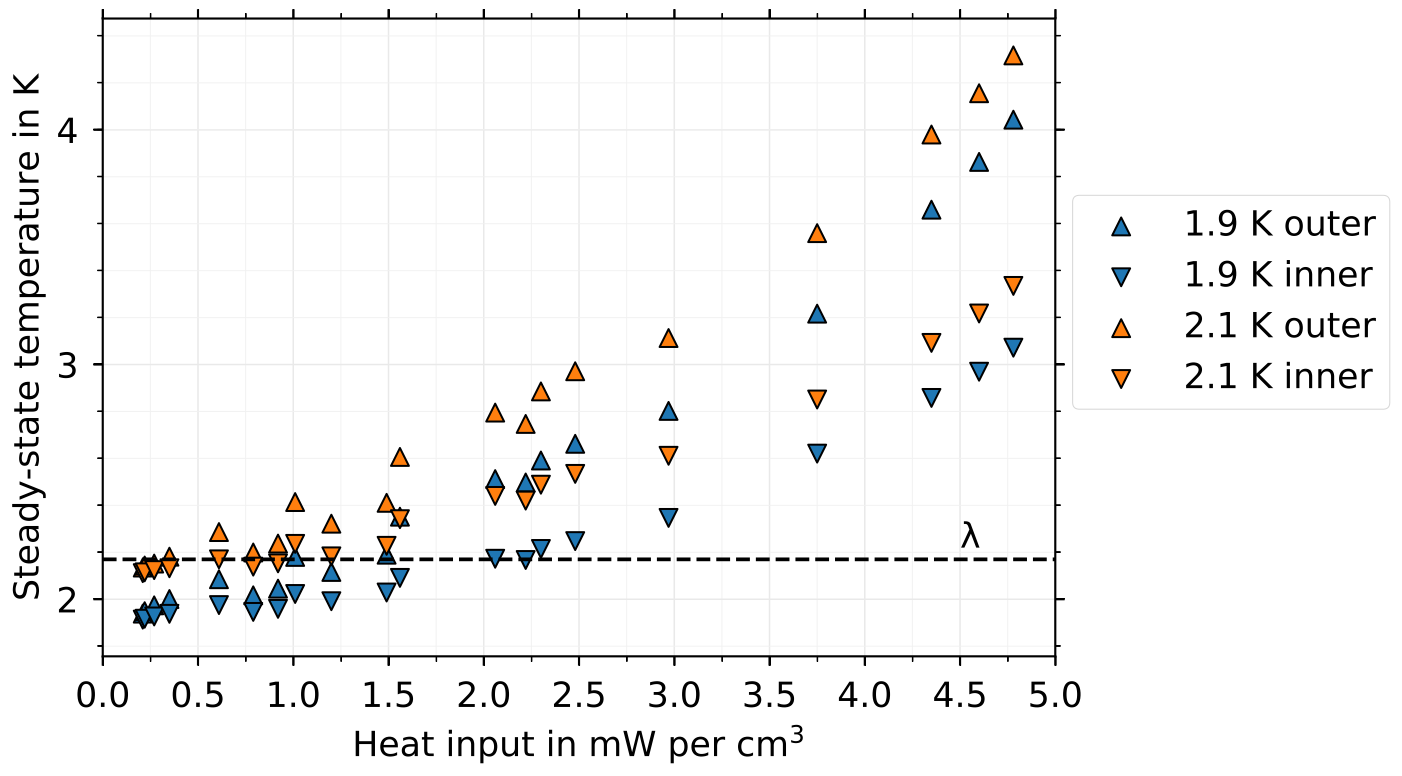 Steady-state temperature in K
4
3
2
λ
0.0 0.5 1.0 1.5 2.0 2.5 3.0 3.5 4.0 4.5 5.0
Heat input in mW per cm³
1.9 K outer
1.9 K inner
2.1 K outer
2.1 K inner